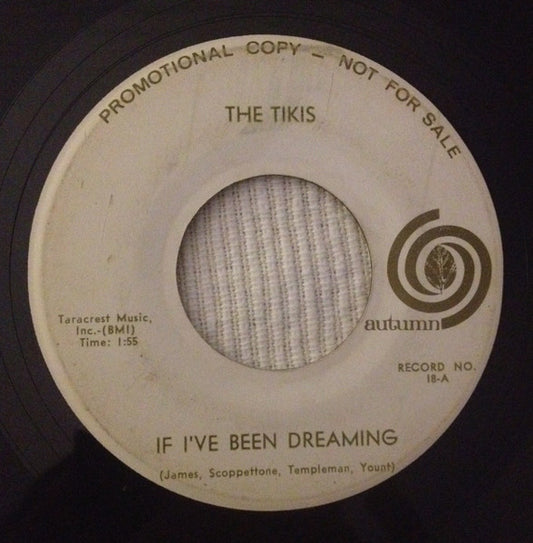 PROMOTIONAL COPY — NOT FOR SALE
THE TIKIS
autumn
Taracrest Music,
Inc.-(BMI)
Time: 1:55
RECORD NO.
18-A
IF I'VE BEEN DREAMING
(James, Scoppettone, Templeman, Yount)